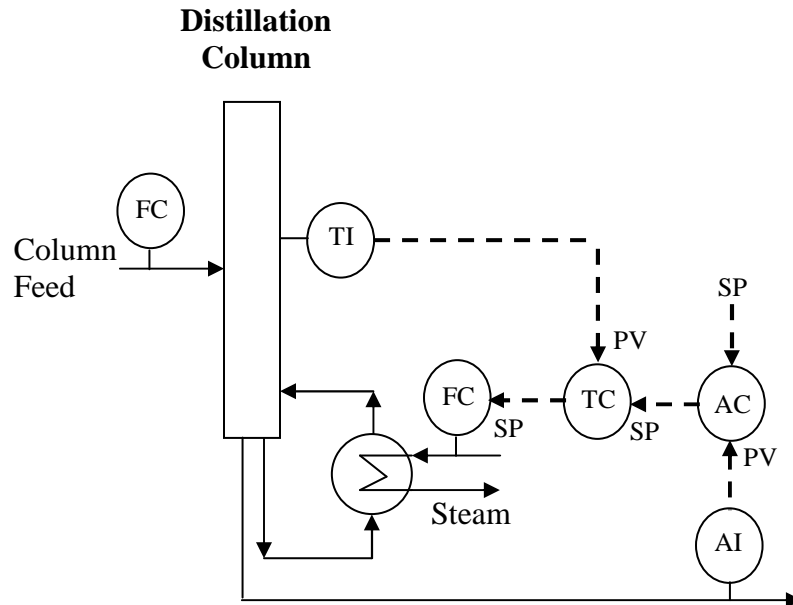 Distillation
Column
FC
Column
Feed
TI
SP
PV
FC
TC
AC
SP
SP
PV
Steam
AI